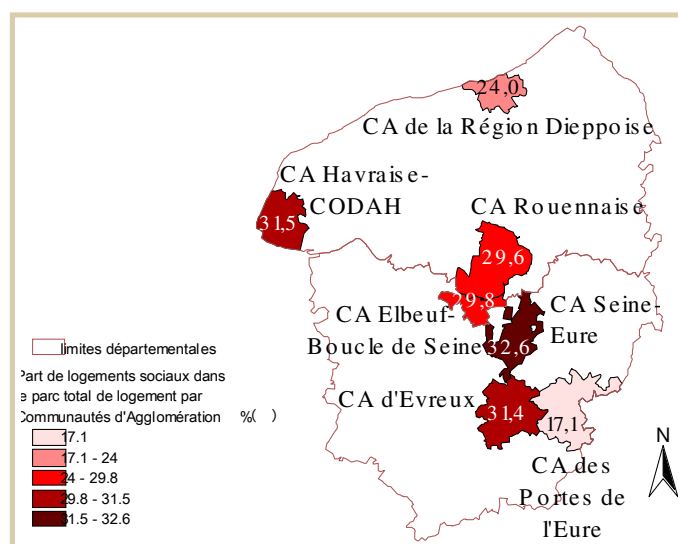 24,0
CA de la Région Dieppoise
CA Havraise-
CODAH
31,5
CA Rouennaise
29,6
29,8
CA Elbeuf-
Boucle de Seine
CA Seine-
Eure
32,6
CA d'Evreux
31,4
17,1
CA des
Portes de
l'Eure
N
limites départementales
Part de logements sociaux dans
e parc total de logement par
Communautés d'Agglomération %( )
17.1
17.1 - 24
24 - 29.8
29.8 - 31.5
31.5 - 32.6